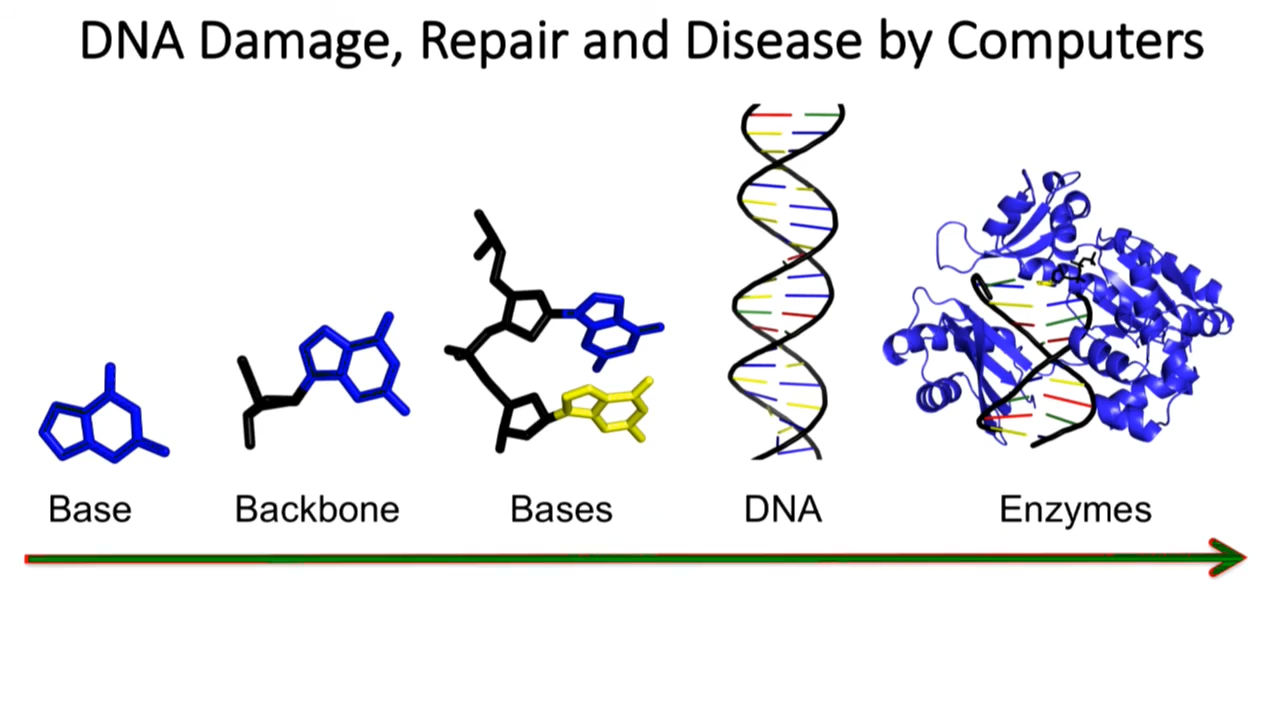 DNA Damage, Repair and Disease by Computers
Base
Backbone
Bases
DNA
Enzymes